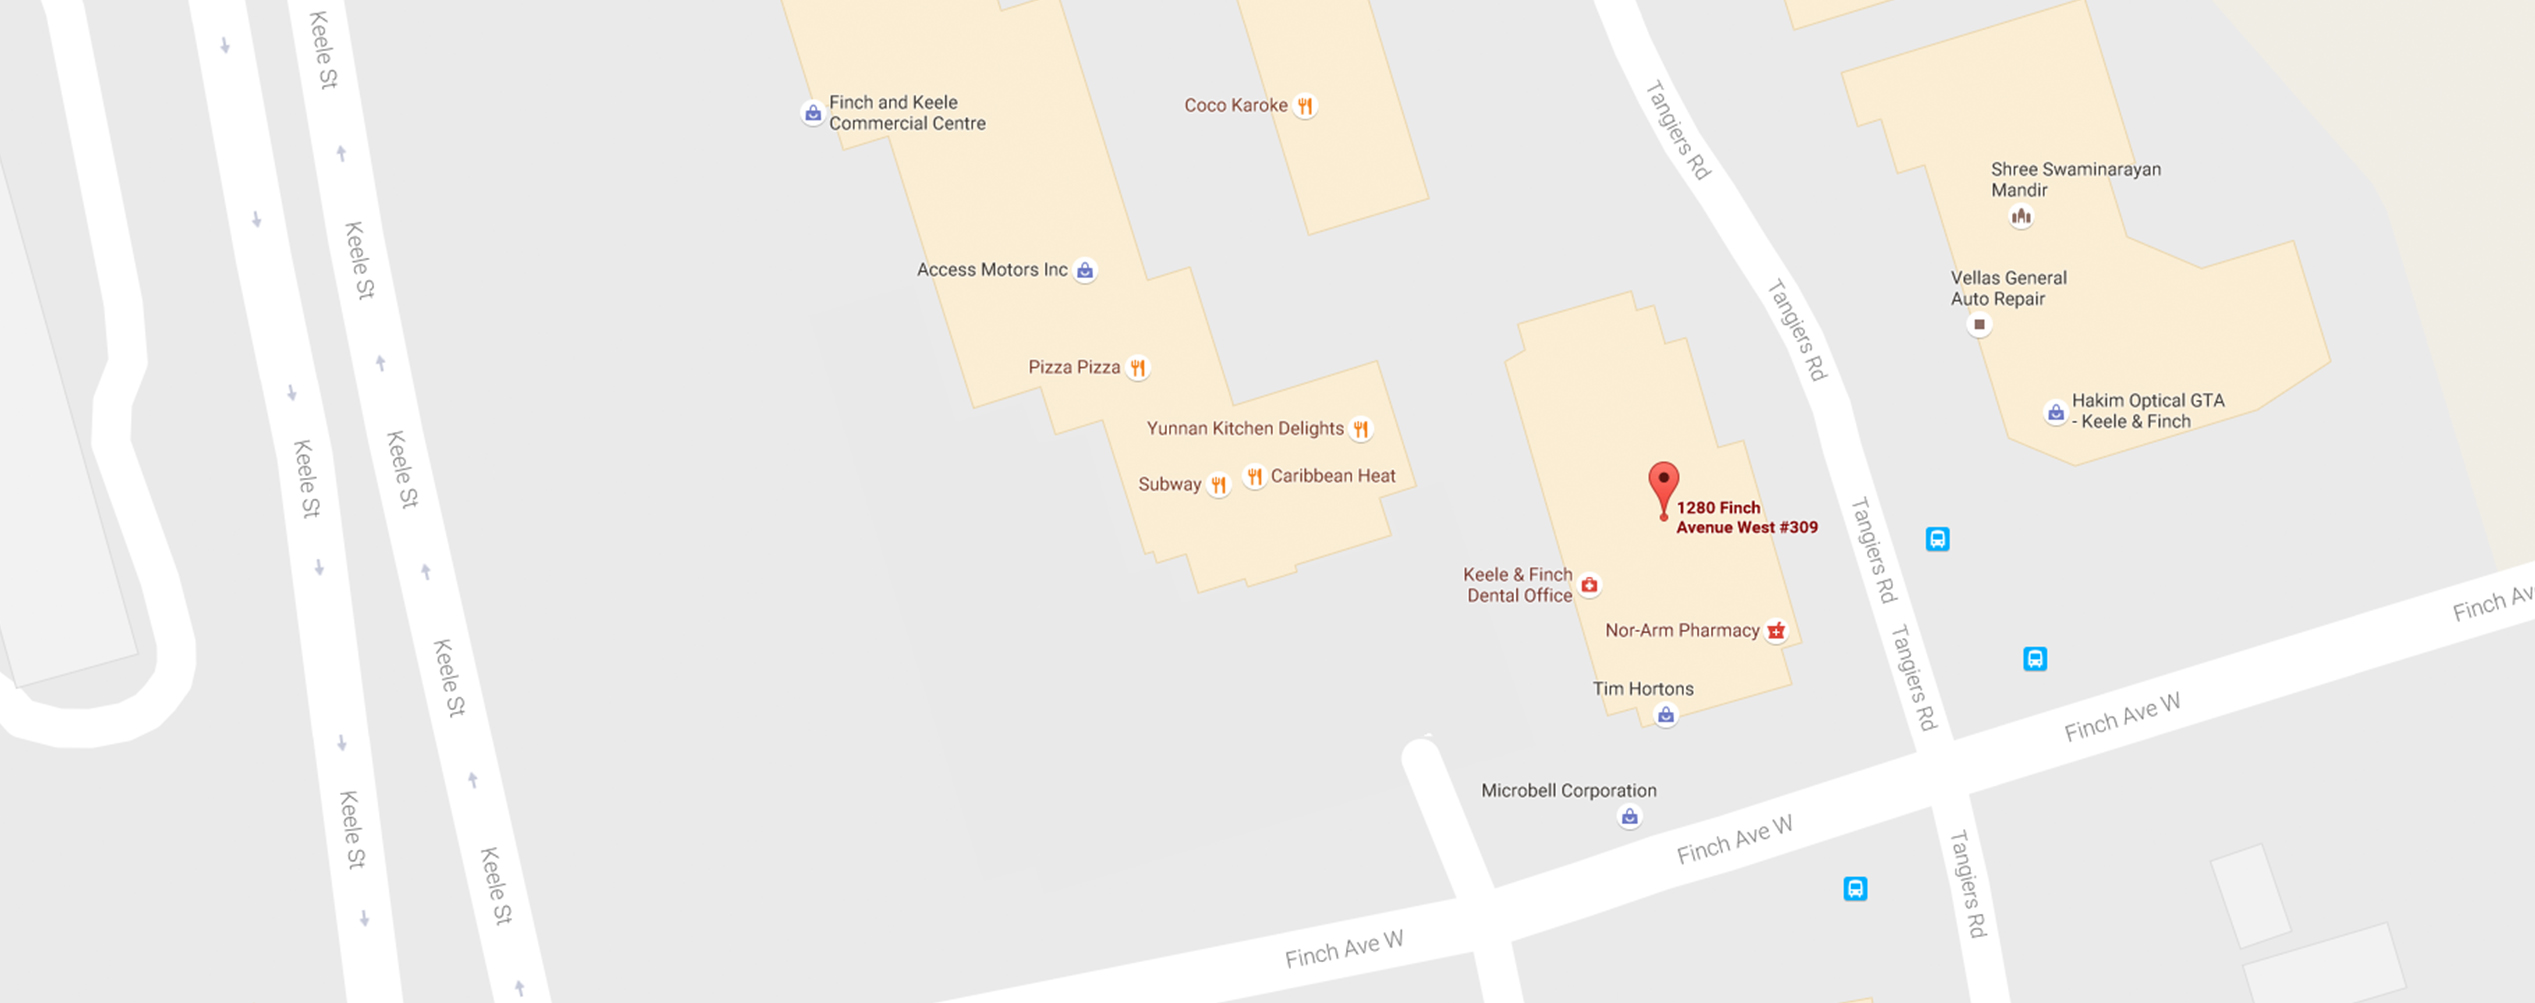 Keele St
Finch and Keele
Commercial Centre
Coco Karoke
Tangiers Rd
Shree Swaminarayan
Mandir
Keele St
Access Motors Inc
Vellas General
Auto Repair
Tangiers Rd
Pizza Pizza
Yunnan Kitchen Delights
Hakim Optical GTA
- Keele & Finch
Keele St
Keele St
Subway
Caribbean Heat
1280 Finch
Avenue West #309
Tangiers Rd
Keele & Finch
Dental Office
Finch Av
Nor-Arm Pharmacy
Tangiers Rd
Keele St
Tim Hortons
Finch Ave W
Microbell Corporation
Keele St
Finch Ave W
Keele St
Tangiers Rd
Finch Ave W